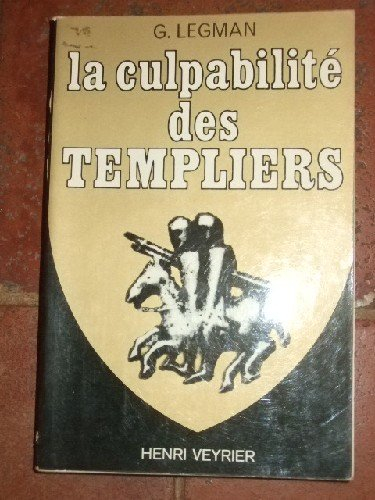 G. LEGMAN
la culpabilité
des
TEMPLIERS
HENRI VEYRIER